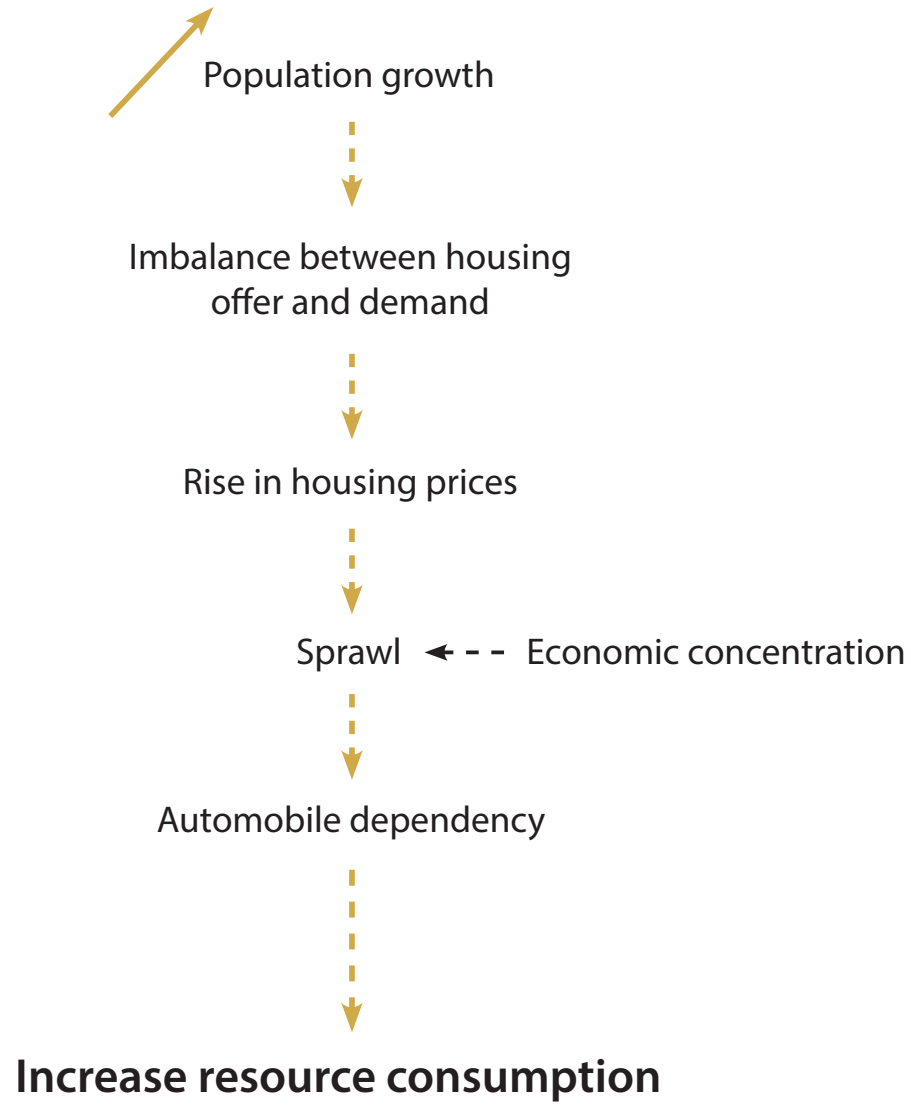 Population growth
Imbalance between housing
offer and demand
Rise in housing prices
Sprawl
Economic concentration
Automobile dependency
Increase resource consumption